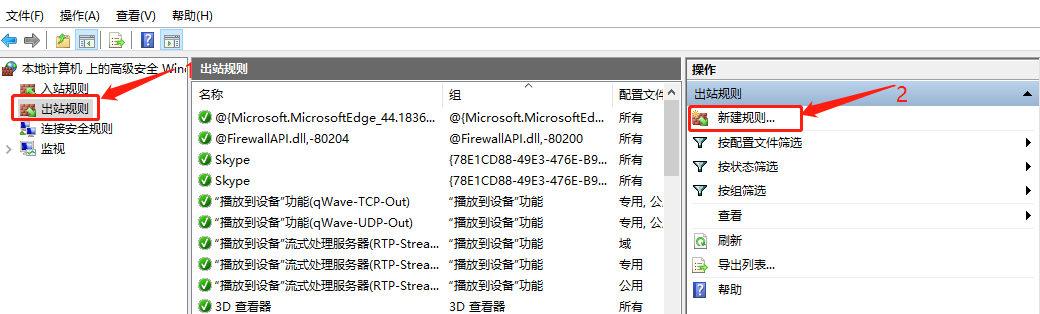 文件(F) 操作(A) 查看(V) 帮助(H)
本地计算机 上的高级安全 Wind
入站规则
出站规则
连接安全规则
监视
1
出站规则
名称 组 配置文件
@{Microsoft.MicrosoftEdge_44.1836... @{Microsoft.MicrosoftEd... 所有
@FirewallAPI.dll,-80204 @FirewallAPI.dll,-80200 所有
Skype {78E1CD88-49E3-476E-B9... 所有
Skype {78E1CD88-49E3-476E-B9... 所有
“播放到设备”功能(qWave-TCP-Out) “播放到设备”功能 专用, 公用
“播放到设备”功能(qWave-UDP-Out) “播放到设备”功能 专用, 公用
“播放到设备”流式处理服务器(RTP-Strea... “播放到设备”功能 域
“播放到设备”流式处理服务器(RTP-Strea... “播放到设备”功能 专用
“播放到设备”流式处理服务器(RTP-Strea... “播放到设备”功能 公用
3D 查看器 3D 查看器 所有
操作
出站规则
2
新建规则...
按配置文件筛选
按状态筛选
按组筛选
查看
刷新
导出列表...
帮助